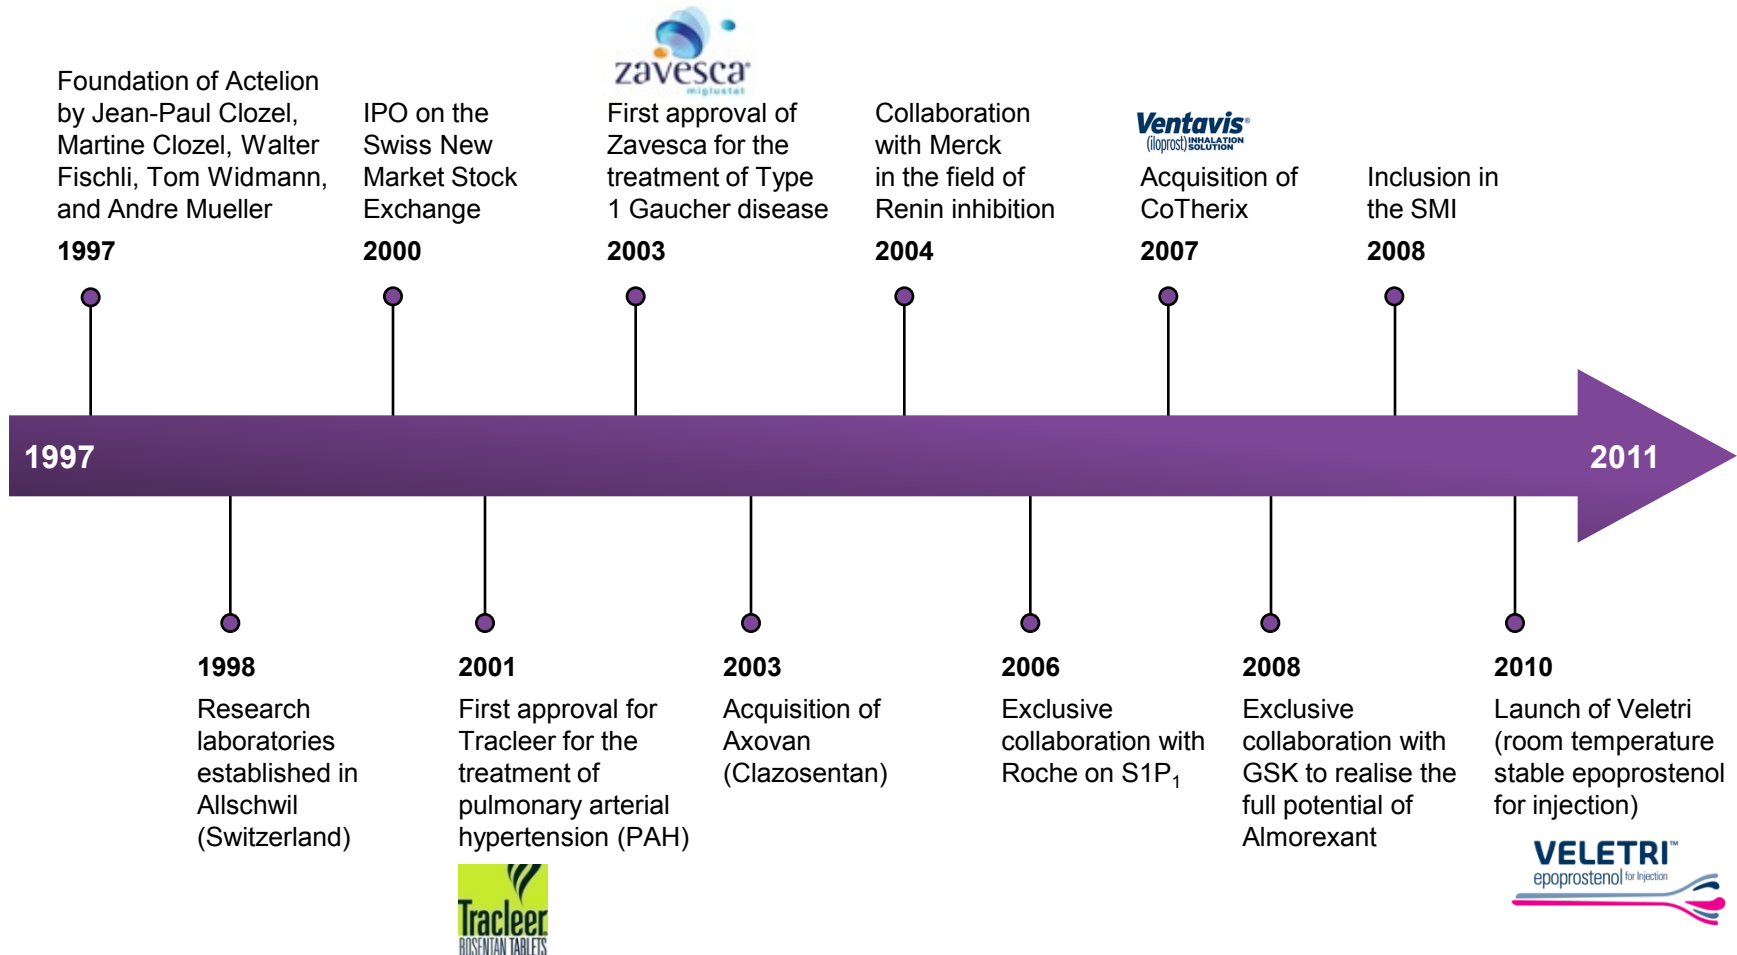 zavesca®
miglustat
Foundation of Actelion
by Jean-Paul Clozel,
Martine Clozel, Walter
Fischli, Tom Widmann,
and Andre Mueller
1997
IPO on the
Swiss New
Market Stock
Exchange
2000
First approval of
Zavesca for the
treatment of Type
1 Gaucher disease
2003
Collaboration
with Merck
in the field of
Renin inhibition
2004
Ventavis®
(iloprost) INHALATION
SOLUTION
Acquisition of
CoTherix
2007
Inclusion in
the SMI
2008
1997
2011
1998
Research
laboratories
established in
Allschwil
(Switzerland)
2001
First approval for
Tracleer for the
treatment of
pulmonary arterial
hypertension (PAH)
Tracleer
BOSENTAN TABLETS
2003
Acquisition of
Axovan
(Clazosentan)
2006
Exclusive
collaboration with
Roche on S1P₁
2008
Exclusive
collaboration with
GSK to realise the
full potential of
Almorexant
2010
Launch of Veletri
(room temperature
stable epoprostenol
for injection)
VELETRI™
epoprostenol for Injection